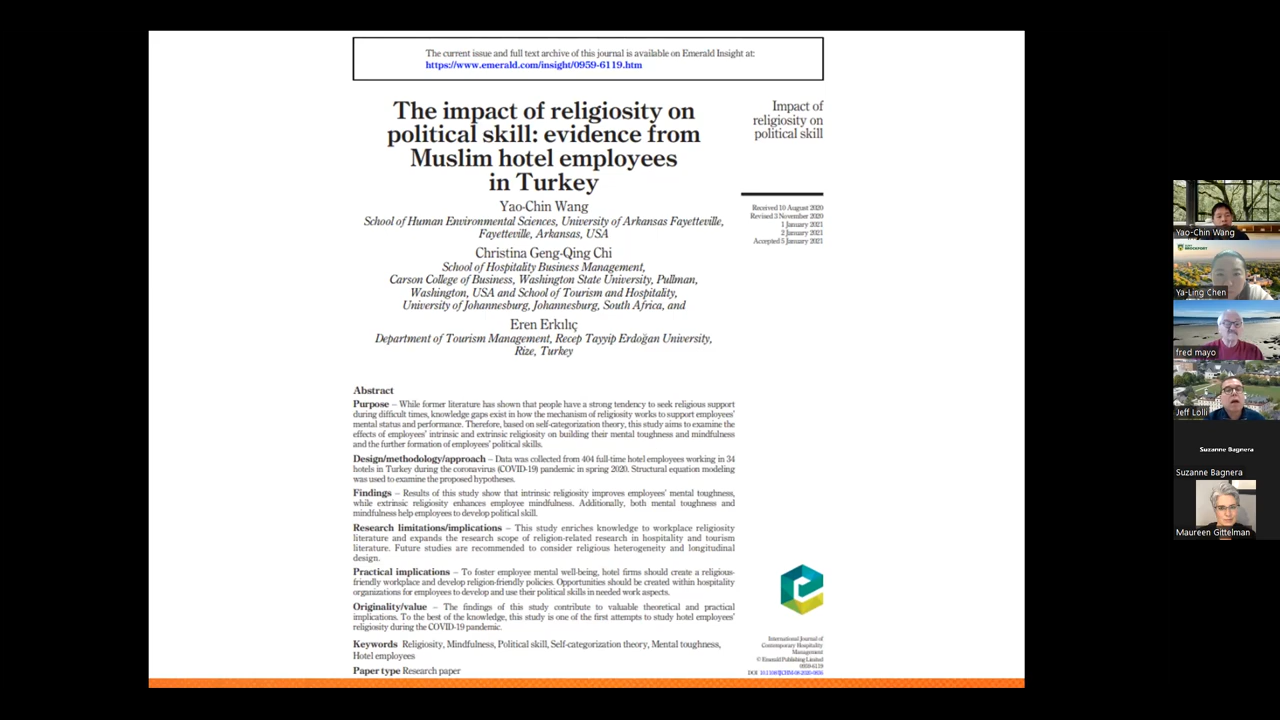 The current issue and full text archive of this journal is available on Emerald Insight at:
https://www.emerald.com/insight/0959-6119.htm
The impact of religiosity on
political skill: evidence from
Muslim hotel employees
in Turkey
Impact of
religiosity on
political skill
Yao-Chin Wang
School of Human Environmental Sciences, University of Arkansas Fayetteville,
Fayetteville, Arkansas, USA
Christina Geng-Qing Chi
School of Hospitality Business Management,
Carson College of Business, Washington State University, Pullman,
Washington, USA and School of Tourism and Hospitality,
University of Johannesburg, Johannesburg, South Africa, and
Eren Erkılıç
Department of Tourism Management, Recep Tayyip Erdoğan University,
Rize, Turkey
Received 10 August 2020
Revised 3 November 2020
1 January 2021
2 January 2021
Accepted 5 January 2021
Abstract
Purpose – While former literature has shown that people have a strong tendency to seek religious support
during difficult times, knowledge gaps exist in how the mechanism of religiosity works to support employees'
mental status and performance. Therefore, based on self-categorization theory, this study aims to examine the
effects of employees' intrinsic and extrinsic religiosity on building their mental toughness and mindfulness
and the further formation of employees' political skills.
Design/methodology/approach – Data was collected from 404 full-time hotel employees working in 34
hotels in Turkey during the coronavirus (COVID-19) pandemic in spring 2020. Structural equation modeling
was used to examine the proposed hypotheses.
Findings – Results of this study show that intrinsic religiosity improves employees' mental toughness,
while extrinsic religiosity enhances employee mindfulness. Additionally, both mental toughness and
mindfulness help employees to develop political skill.
Research limitations/implications – This study enriches knowledge to workplace religiosity
literature and expands the research scope of religion-related research in hospitality and tourism
literature. Future studies are recommended to consider religious heterogeneity and longitudinal
design.
Practical implications – To foster employee mental well-being, hotel firms should create a religious-
friendly workplace and develop religion-friendly policies. Opportunities should be created within hospitality
organizations for employees to develop and use their political skills in needed work aspects.
Originality/value – The findings of this study contribute to valuable theoretical and practical
implications. To the best of the knowledge, this study is one of the first attempts to study hotel employees'
religiosity during the COVID-19 pandemic.
Keywords Religiosity, Mindfulness, Political skill, Self-categorization theory, Mental toughness,
Hotel employees
Paper type Research paper
International Journal of
Contemporary Hospitality
Management
© Emerald Publishing Limited
0959-6119
DOI
Yao-Chin Wang
Ya-Ling Chen
fred mayo
Jeff Lolli
Suzanne Bagnera
Suzanne Bagnera
Maureen Gittelman